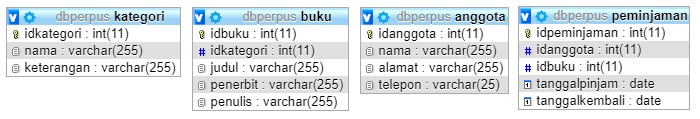 dbperpus kategori
idkategori : int(11)
nama : varchar(255)
keterangan : varchar(255)
dbperpus buku
idbuku : int(11)
idkategori : int(11)
judul : varchar(255)
penerbit : varchar(255)
penulis : varchar(255)
dbperpus anggota
idanggota : int(11)
nama : varchar(255)
alamat : varchar(255)
telepon : varchar(25)
dbperpus peminjaman
idpeminjaman : int(11)
idanggota : int(11)
idbuku : int(11)
tanggalpinjam : date
tanggalkembali : date